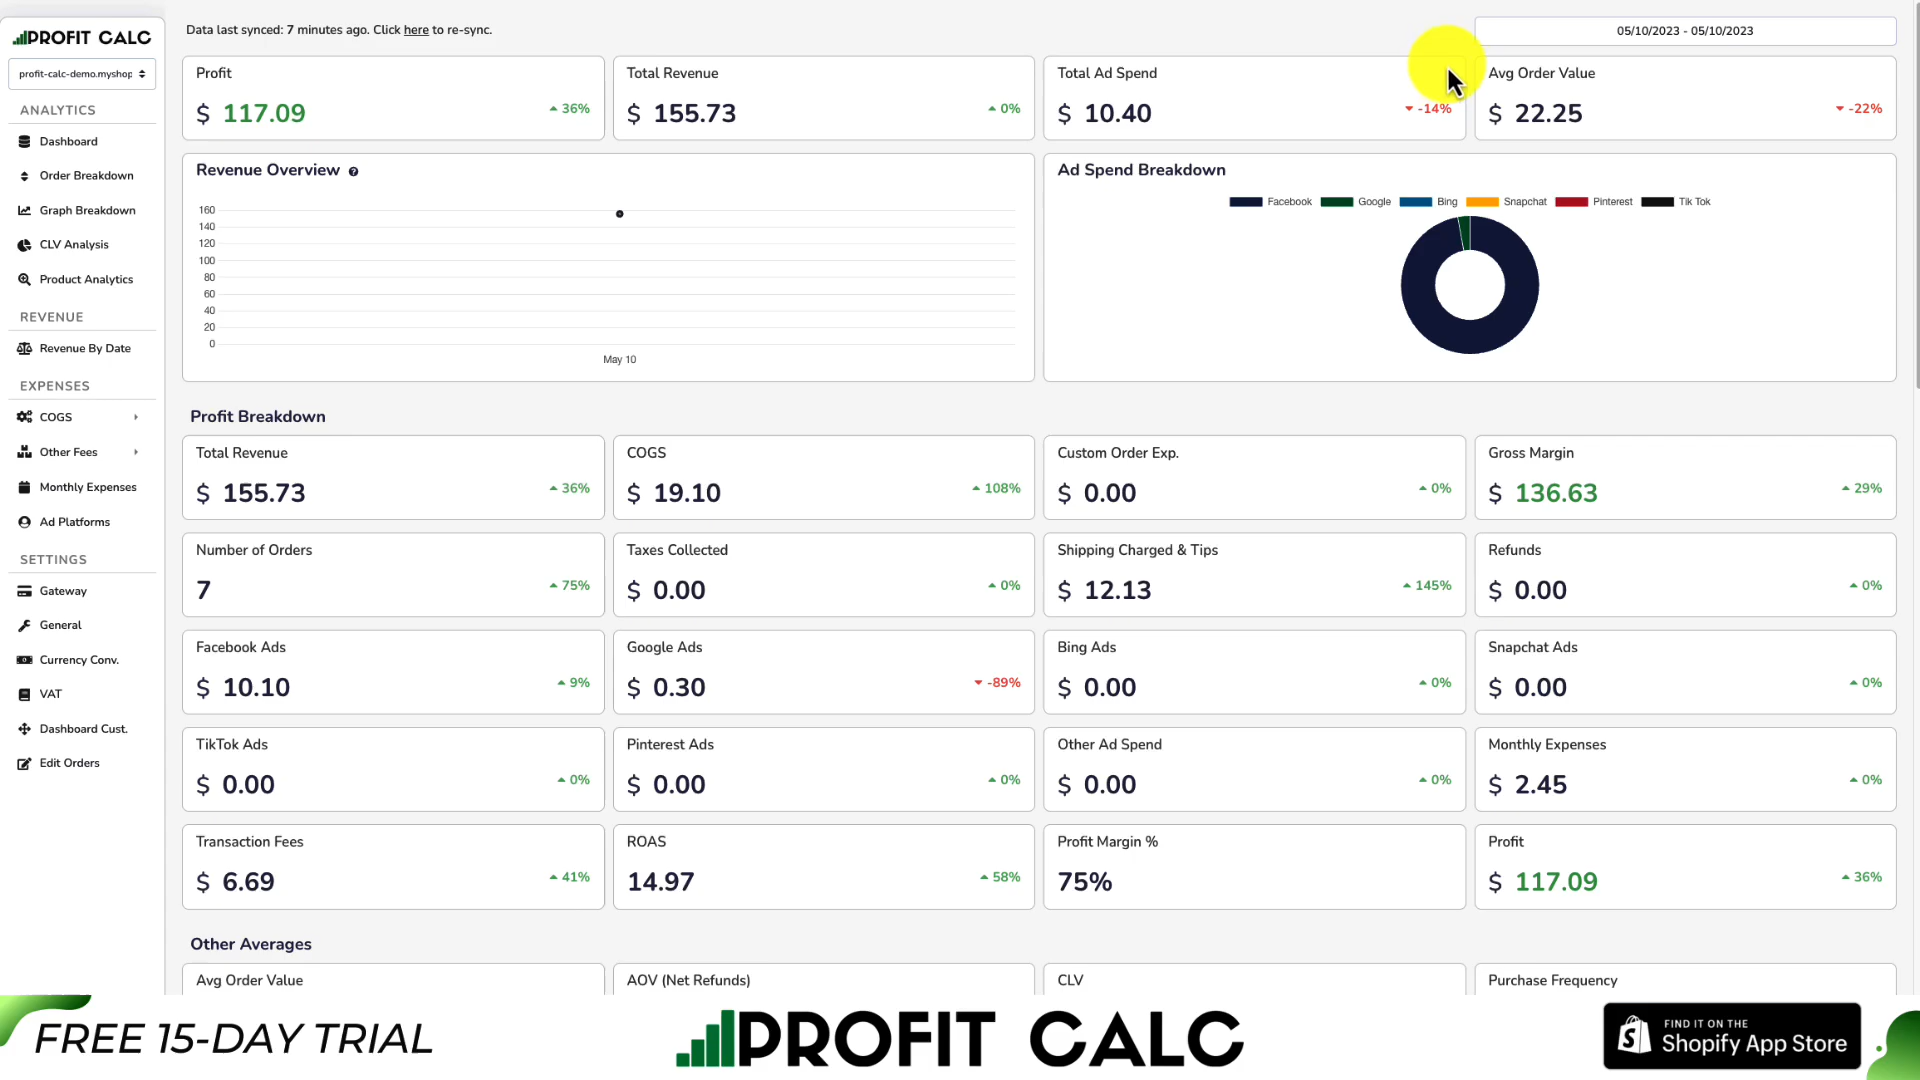 PROFIT CALC
profit-calc-demo.myshop
ANALYTICS
Dashboard
Order Breakdown
Graph Breakdown
CLV Analysis
Product Analytics
REVENUE
Revenue By Date
EXPENSES
COGS
Other Fees
Monthly Expenses
Ad Platforms
SETTINGS
Gateway
General
Currency Conv.
VAT
Dashboard Cust.
Edit Orders
Data last synced: 7 minutes ago. Click here to re-sync.
05/10/2023 - 05/10/2023
Profit
$ 117.09
36%
Total Revenue
$ 155.73
0%
Total Ad Spend
$ 10.40
-14%
Avg Order Value
$ 22.25
-22%
Revenue Overview
160
140
120
100
80
60
40
20
0
May 10
Ad Spend Breakdown
Facebook Google Bing Snapchat Pinterest Tik Tok
Profit Breakdown
Total Revenue
$ 155.73
36%
COGS
$ 19.10
108%
Custom Order Exp.
$ 0.00
0%
Gross Margin
$ 136.63
29%
Number of Orders
7
75%
Taxes Collected
$ 0.00
0%
Shipping Charged & Tips
$ 12.13
145%
Refunds
$ 0.00
0%
Facebook Ads
$ 10.10
9%
Google Ads
$ 0.30
-89%
Bing Ads
$ 0.00
0%
Snapchat Ads
$ 0.00
0%
TikTok Ads
$ 0.00
0%
Pinterest Ads
$ 0.00
0%
Other Ad Spend
$ 0.00
0%
Monthly Expenses
$ 2.45
0%
Transaction Fees
$ 6.69
41%
ROAS
14.97
58%
Profit Margin %
75%
Profit
$ 117.09
36%
Other Averages
Avg Order Value
AOV (Net Refunds)
CLV
Purchase Frequency
FREE 15-DAY TRIAL
PROFIT CALC
FIND IT ON THE
Shopify App Store